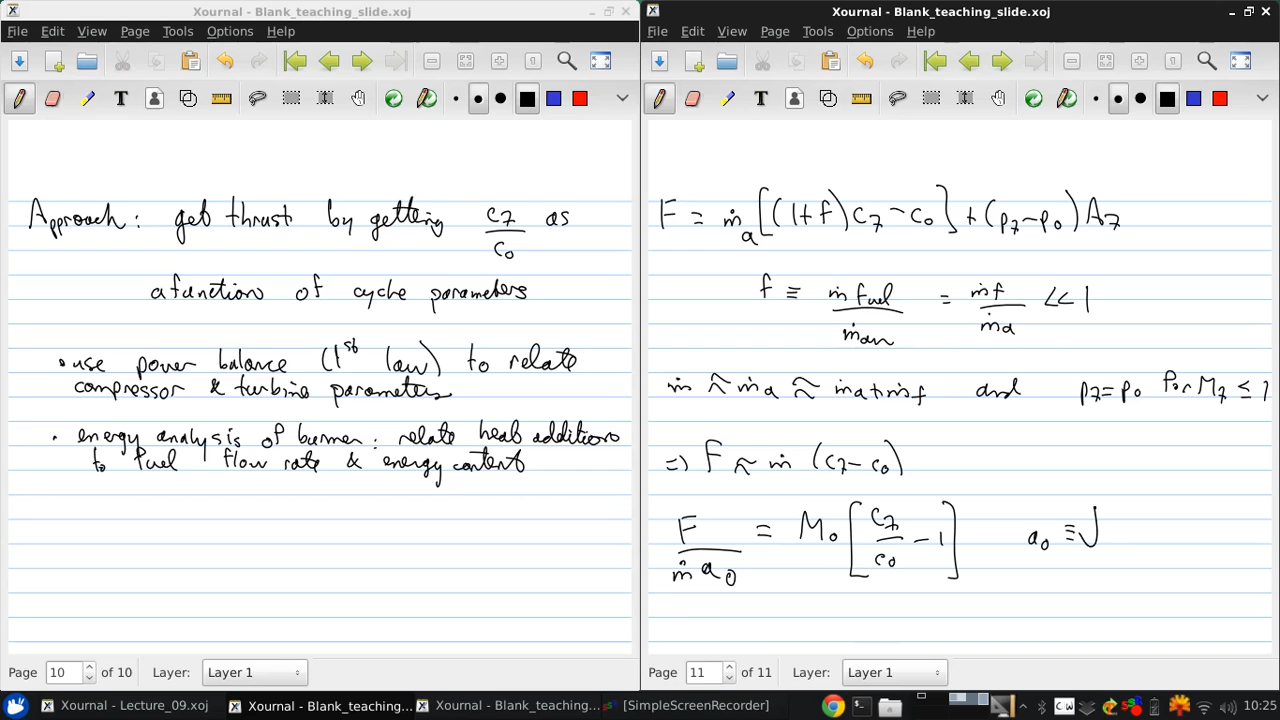 Xournal - Blank_teaching_slide.xoj
File Edit View Page Tools Options Help
Approach: get thrust by getting c7/c0 as
a function of cycle parameters
• use power balance (1st law) to relate
compressor & turbine parameters
• energy analysis of burner: relate heat addition
to fuel flow rate & energy content
Page 10 of 10 Layer: Layer 1
Xournal - Blank_teaching_slide.xoj
File Edit View Page Tools Options Help
F = ṁa [(1+f) c7 - c0] + (p7 - p0) A7
f ≡ ṁfuel/ṁair = ṁf/ṁa << 1
ṁ ≈ ṁa ≈ ṁa+ṁf and p7=p0 for M7 ≤ 1
=> F ≈ ṁ (c7 - c0)
F/ṁa0 = M0 [c7/c0 - 1] a0 ≡ √
Page 11 of 11 Layer: Layer 1
Xournal - Lecture_09.xoj Xournal - Blank_teaching_... Xournal - Blank_teaching_... [SimpleScreenRecorder] 10:25